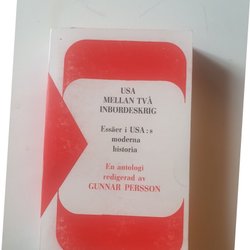 USA
MELLAN TVÅ
INBORDESKRIG
Essäer i USA:s
moderna
historia
En antologi
redigerad av
GUNNAR PERSSON